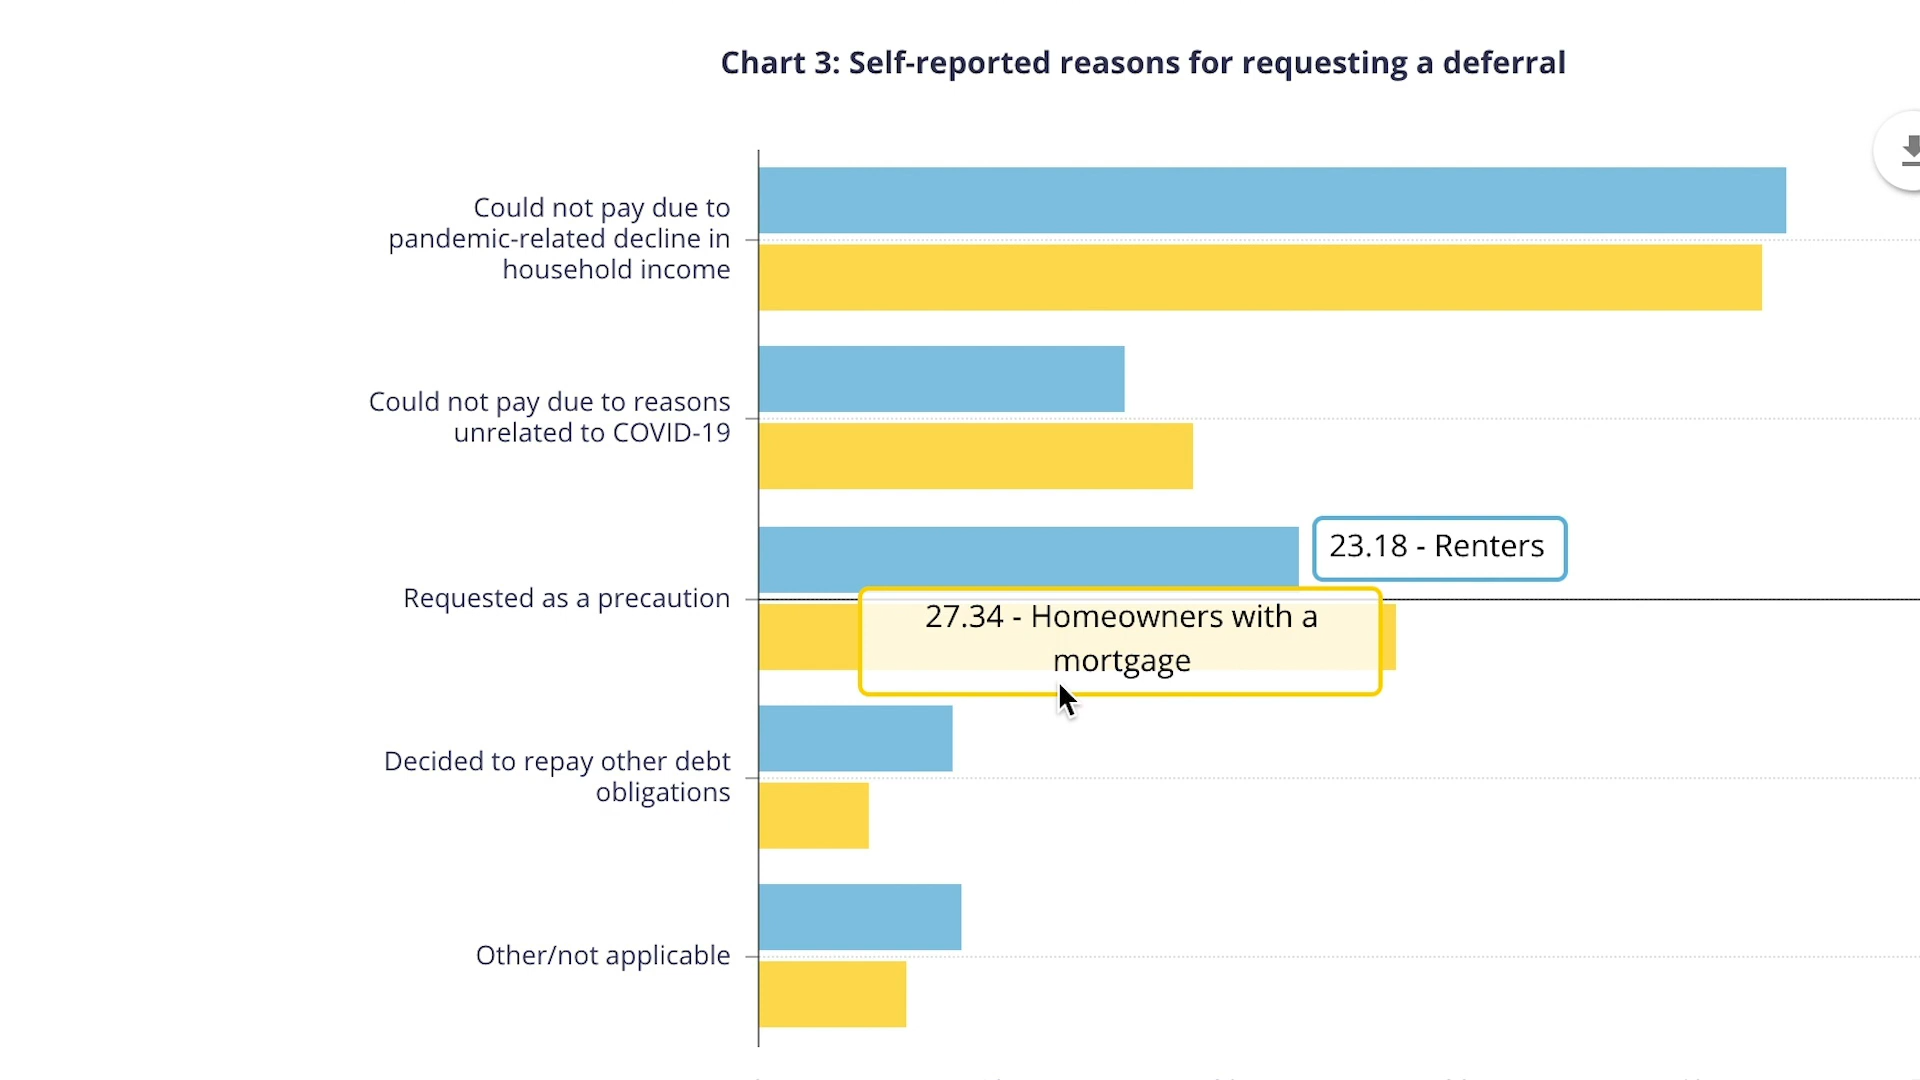 Chart 3: Self-reported reasons for requesting a deferral
Could not pay due to
pandemic-related decline in
household income
Could not pay due to reasons
unrelated to COVID-19
23.18 - Renters
Requested as a precaution
27.34 - Homeowners with a
mortgage
Decided to repay other debt
obligations
Other/not applicable